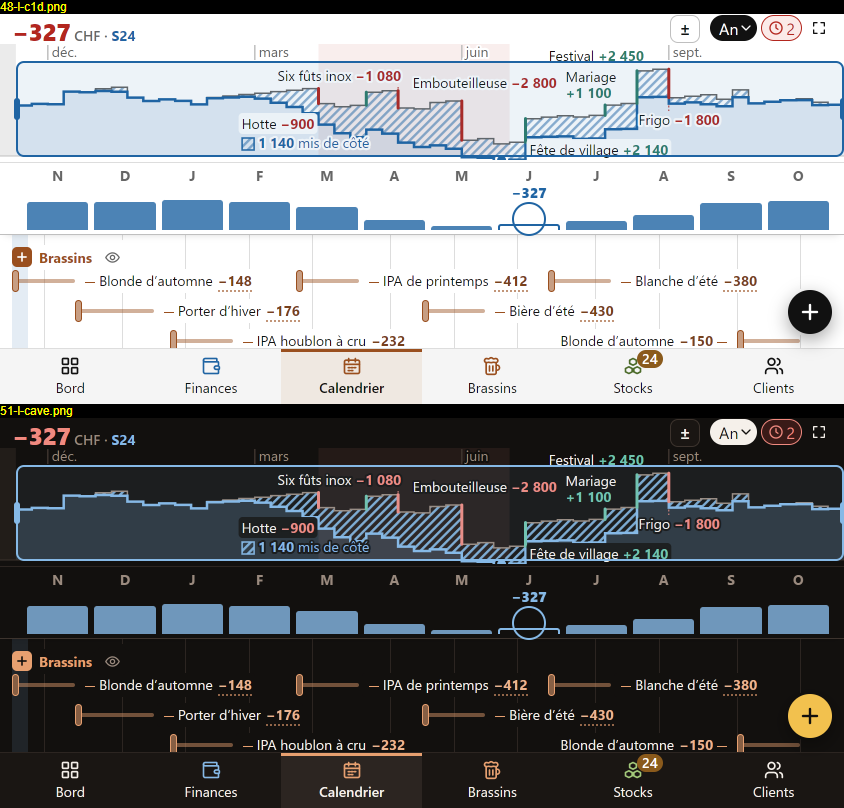 48-l-c1d.png
−327 CHF · S24
± An 2
déc. mars juin sept.
Festival +2 450
Six fûts inox −1 080
Embouteilleuse −2 800
Mariage
+1 100
Hotte −900
Frigo −1 800
1 140 mis de côté
Fête de village +2 140
N D J F M A M J J A S O
−327
+ Brassins
Blonde d’automne −148
IPA de printemps −412
Blanche d’été −380
Porter d’hiver −176
Bière d’été −430
+
IPA houblon à cru −232
Blonde d’automne −150
24
Bord Finances Calendrier Brassins Stocks Clients
51-l-cave.png
−327 CHF · S24
± An 2
déc. mars juin sept.
Festival +2 450
Six fûts inox −1 080
Embouteilleuse −2 800
Mariage
+1 100
Hotte −900
Frigo −1 800
1 140 mis de côté
Fête de village +2 140
N D J F M A M J J A S O
−327
+ Brassins
Blonde d’automne −148
IPA de printemps −412
Blanche d’été −380
Porter d’hiver −176
Bière d’été −430
+
IPA houblon à cru −232
Blonde d’automne −150
24
Bord Finances Calendrier Brassins Stocks Clients